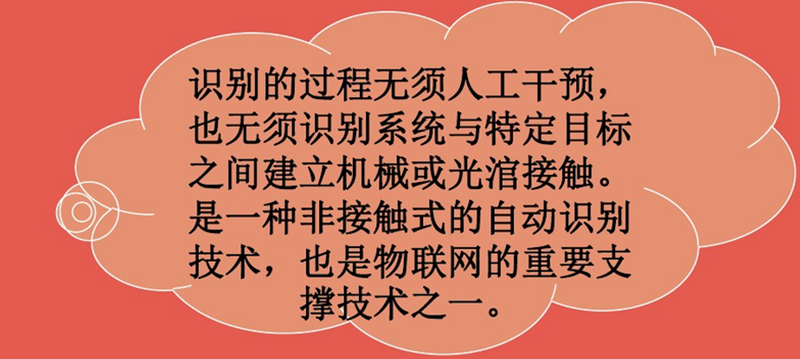 识别的过程无须人工干预，
也无须识别系统与特定目标
之间建立机械或光涫接触。
是一种非接触式的自动识别
技术，也是物联网的重要支
撑技术之一。